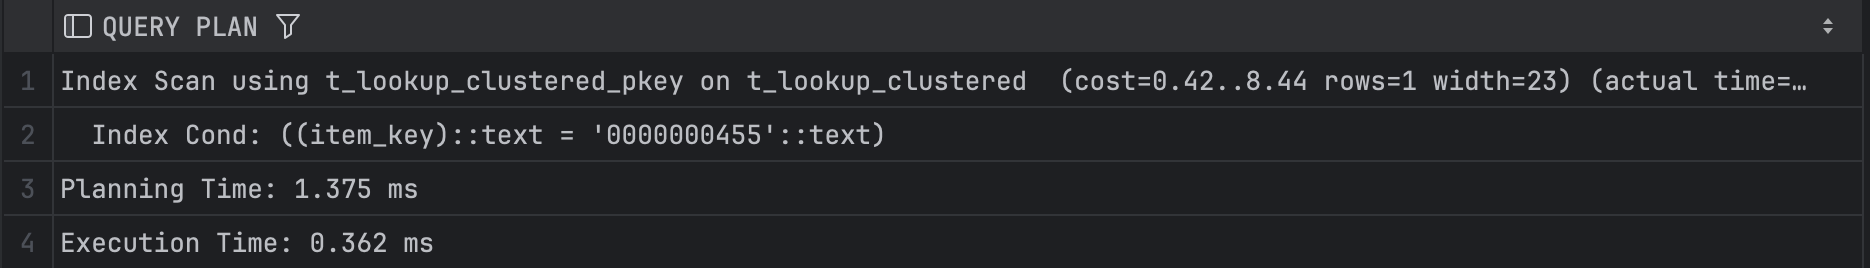 QUERY PLAN
1 Index Scan using t_lookup_clustered_pkey on t_lookup_clustered  (cost=0.42..8.44 rows=1 width=23) (actual time=…
2   Index Cond: ((item_key)::text = '0000000455'::text)
3 Planning Time: 1.375 ms
4 Execution Time: 0.362 ms